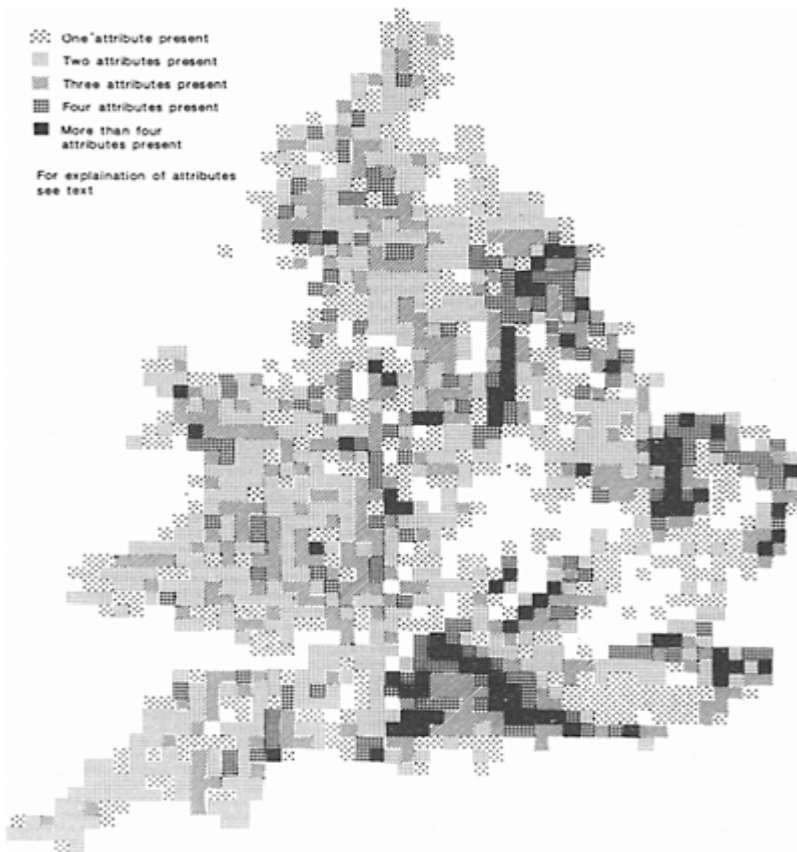 One attribute present
Two attributes present
Three attributes present
Four attributes present
More than four
attributes present
For explaination of attributes
see text